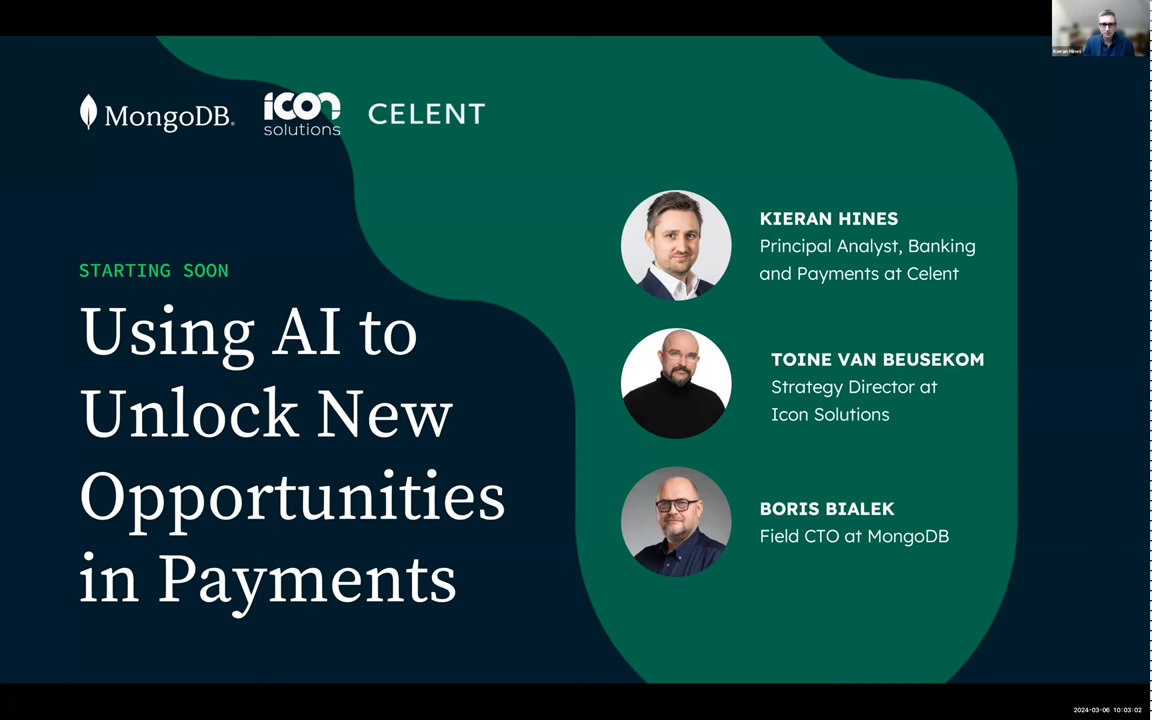 Kieran Hines
MongoDB.
icon
solutions
CELENT
STARTING SOON
Using AI to
Unlock New
Opportunities
in Payments
KIERAN HINES
Principal Analyst, Banking
and Payments at Celent
TOINE VAN BEUSEKOM
Strategy Director at
Icon Solutions
BORIS BIALEK
Field CTO at MongoDB
2024-03-06 10:03:02